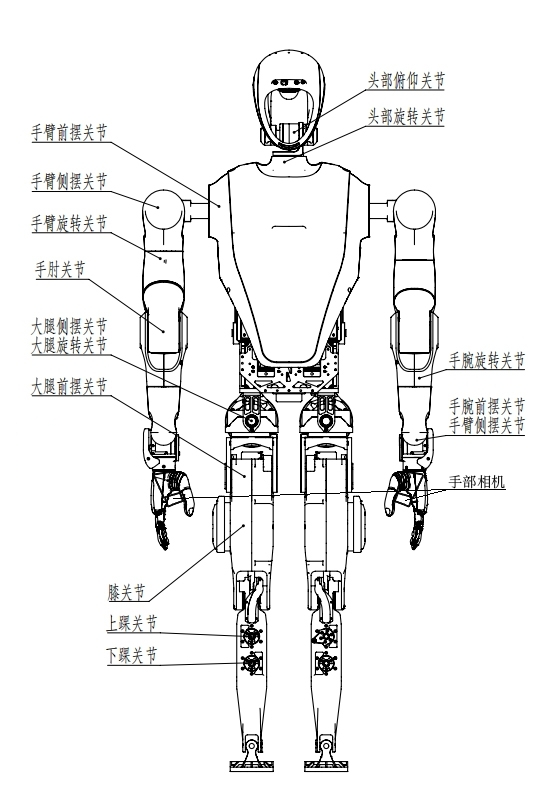 头部俯仰关节
头部旋转关节
手臂前摆关节
手臂侧摆关节
手臂旋转关节
手肘关节
大腿侧摆关节
大腿旋转关节
大腿前摆关节
手腕旋转关节
手腕前摆关节
手臂侧摆关节
手部相机
膝关节
上踝关节
下踝关节